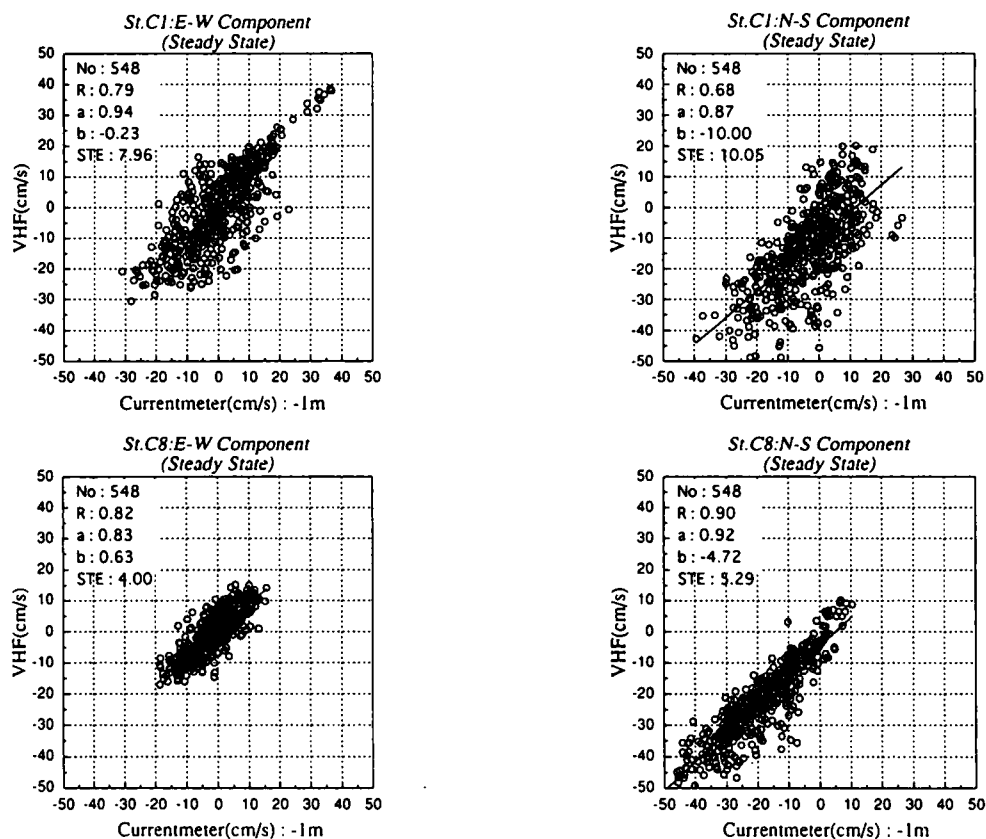 St.C1:E-W Component
(Steady State)
No : 548
R : 0.79
a : 0.94
b : -0.23
STE : 7.96
50
40
30
20
10
0
-10
-20
-30
-40
-50
VHF(cm/s)
-50 -40 -30 -20 -10 0 10 20 30 40 50
Currentmeter(cm/s) : -1m
St.C1:N-S Component
(Steady State)
No : 548
R : 0.68
a : 0.87
b : -10.00
STE : 10.05
50
40
30
20
10
0
-10
-20
-30
-40
-50
VHF(cm/s)
-50 -40 -30 -20 -10 0 10 20 30 40 50
Currentmeter(cm/s) : -1m
St.C8:E-W Component
(Steady State)
No : 548
R : 0.82
a : 0.83
b : 0.63
STE : 4.00
50
40
30
20
10
0
-10
-20
-30
-40
-50
VHF(cm/s)
-50 -40 -30 -20 -10 0 10 20 30 40 50
Currentmeter(cm/s) : -1m
St.C8:N-S Component
(Steady State)
No : 548
R : 0.90
a : 0.92
b : -4.72
STE : 5.29
50
40
30
20
10
0
-10
-20
-30
-40
-50
VHF(cm/s)
-50 -40 -30 -20 -10 0 10 20 30 40 50
Currentmeter(cm/s) : -1m